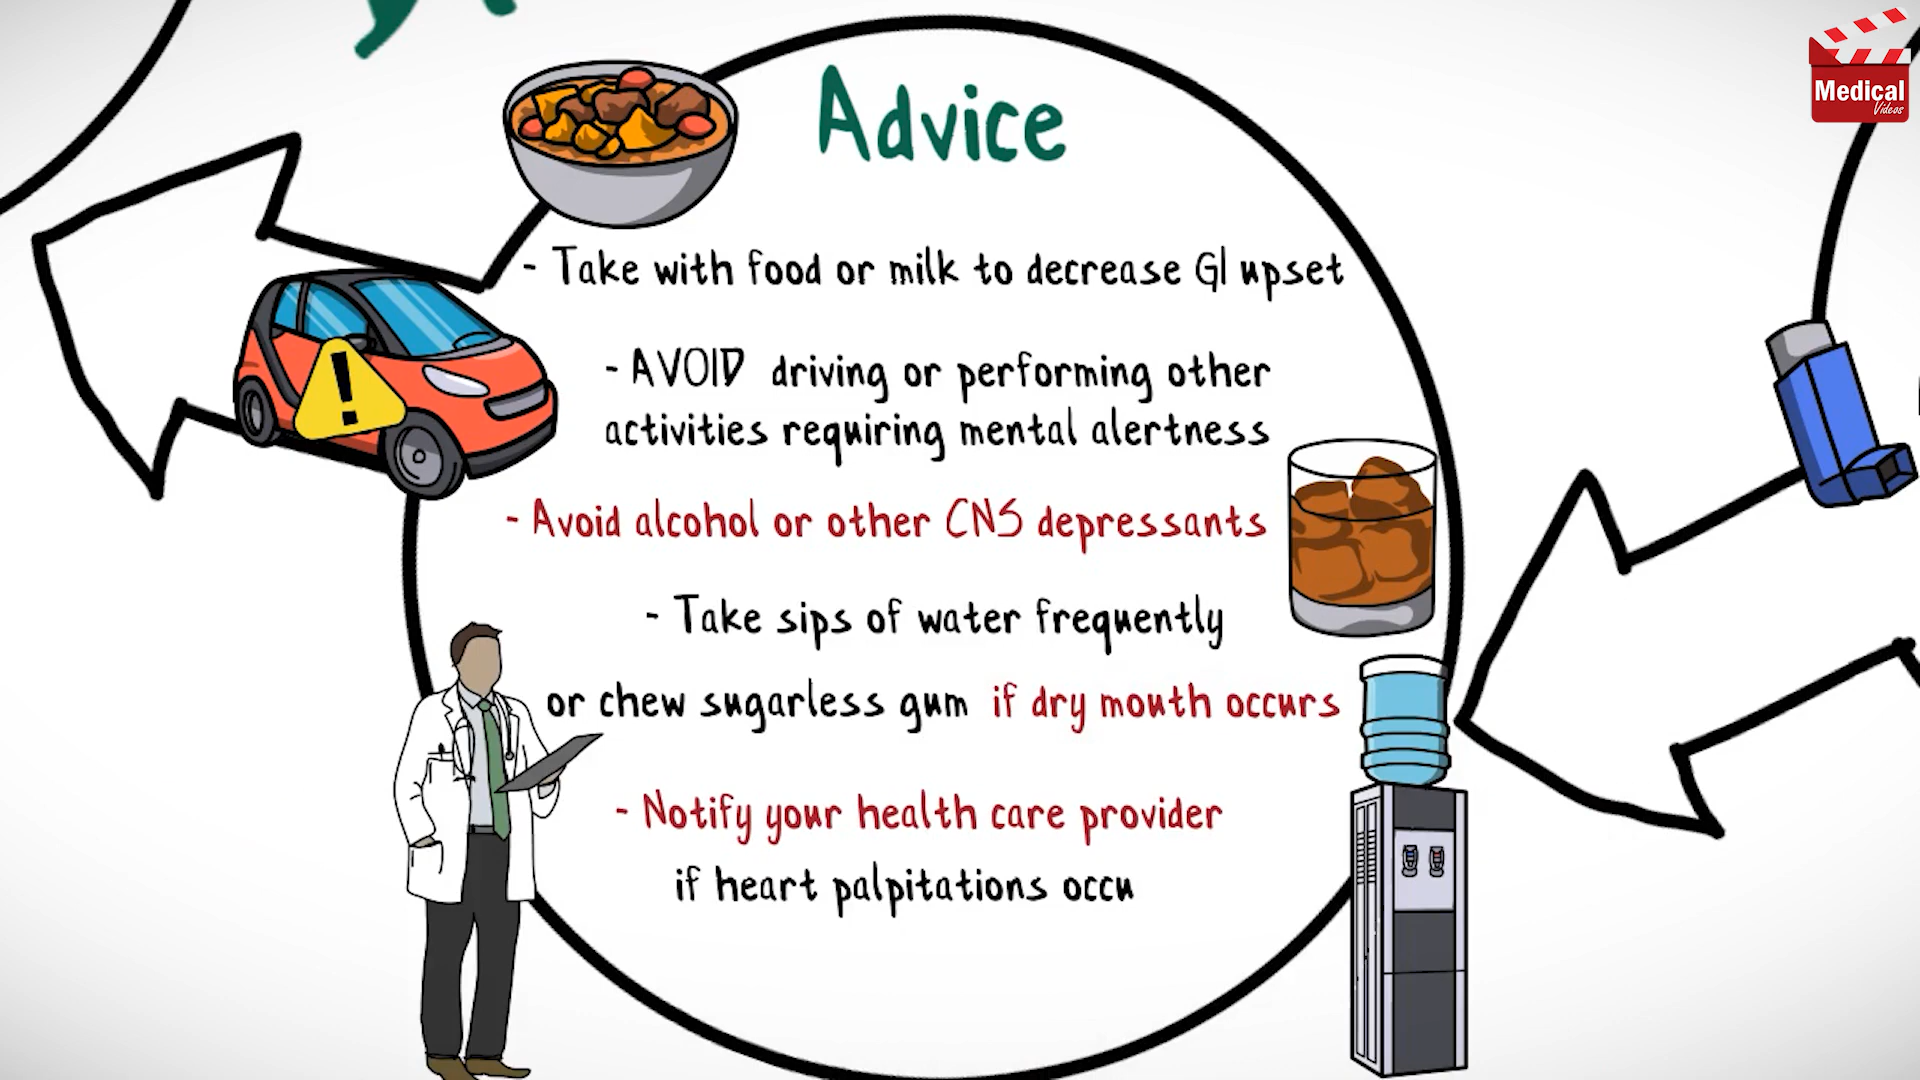 Medical
Videos
Advice
- Take with food or milk to decrease GI upset
- AVOID driving or performing other
activities requiring mental alertness
- Avoid alcohol or other CNS depressants
- Take sips of water frequently
or chew sugarless gum if dry mouth occurs
- Notify your health care provider
if heart palpitations occu